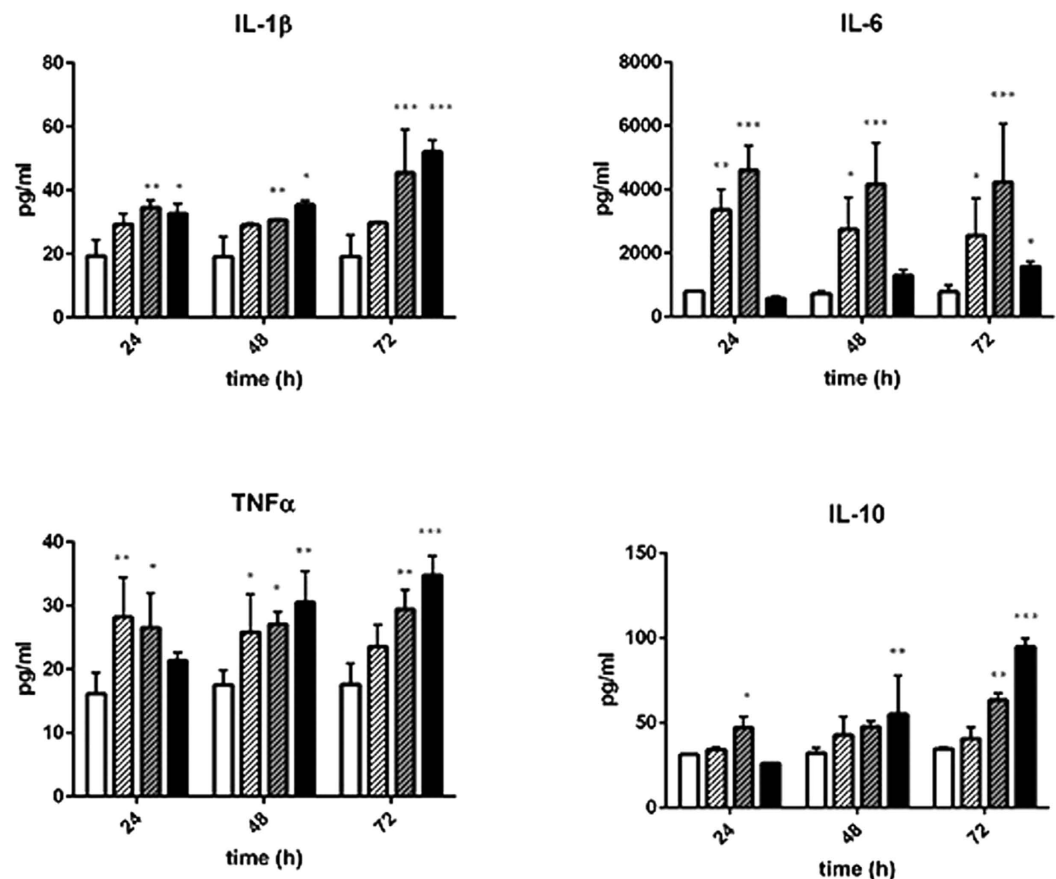 IL-1β
80
60
40
20
0
pg/ml
** * ** * *** ***
24 48 72
time (h)
IL-6
8000
6000
4000
2000
0
pg/ml
** *** * *** * *** *
24 48 72
time (h)
TNFα
40
30
20
10
0
pg/ml
** * * * ** ** ***
24 48 72
time (h)
IL-10
150
100
50
0
pg/ml
* ** ** ***
24 48 72
time (h)